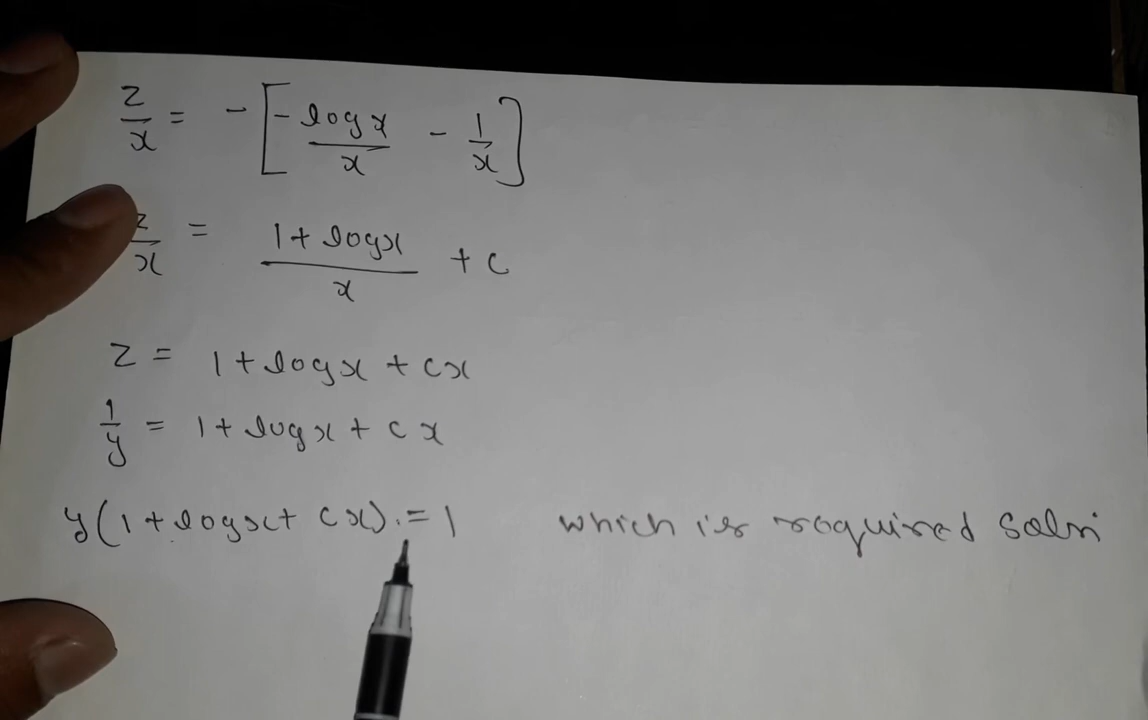 z/x = - [ - log x / x - 1/x ]
z/x = (1 + log x) / x + c
z = 1 + log x + cx
1/y = 1 + log x + c x
y(1 + log x + cx) = 1 which is required soln